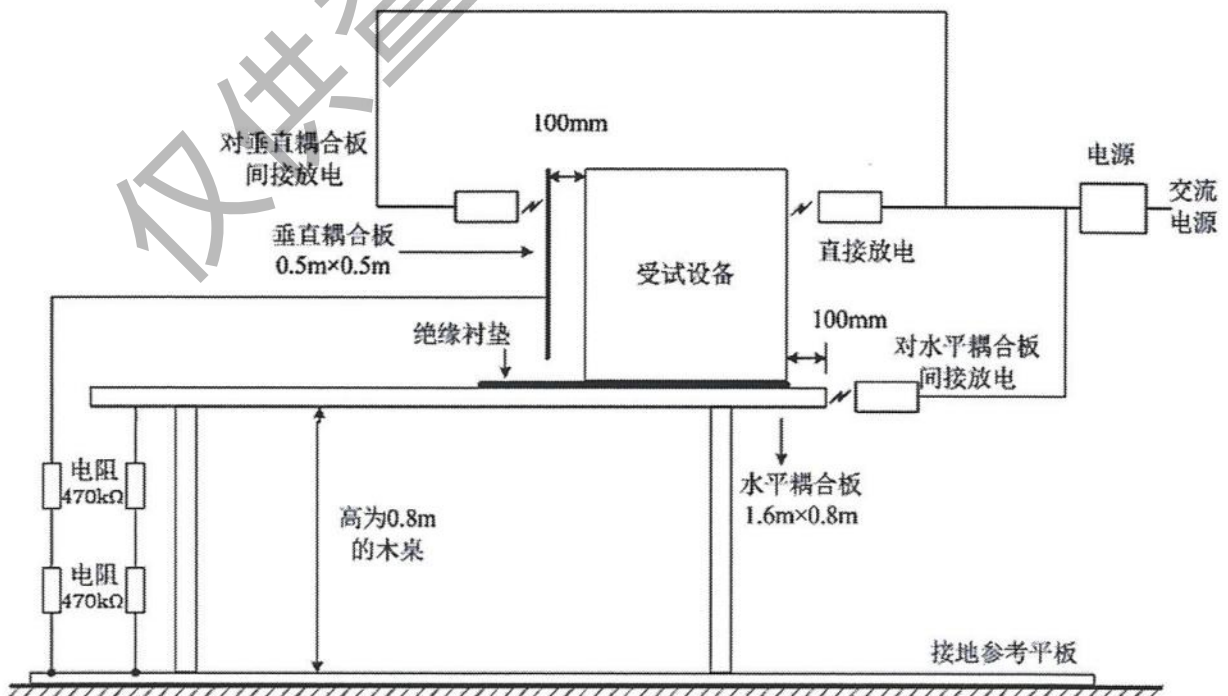 仅供查
100mm
对垂直耦合板
间接放电
电源
交流
电源
垂直耦合板
0.5m×0.5m
受试设备
直接放电
100mm
绝缘衬垫
对水平耦合板
间接放电
电阻
470kΩ
水平耦合板
1.6m×0.8m
高为0.8m
的木桌
电阻
470kΩ
接地参考平板